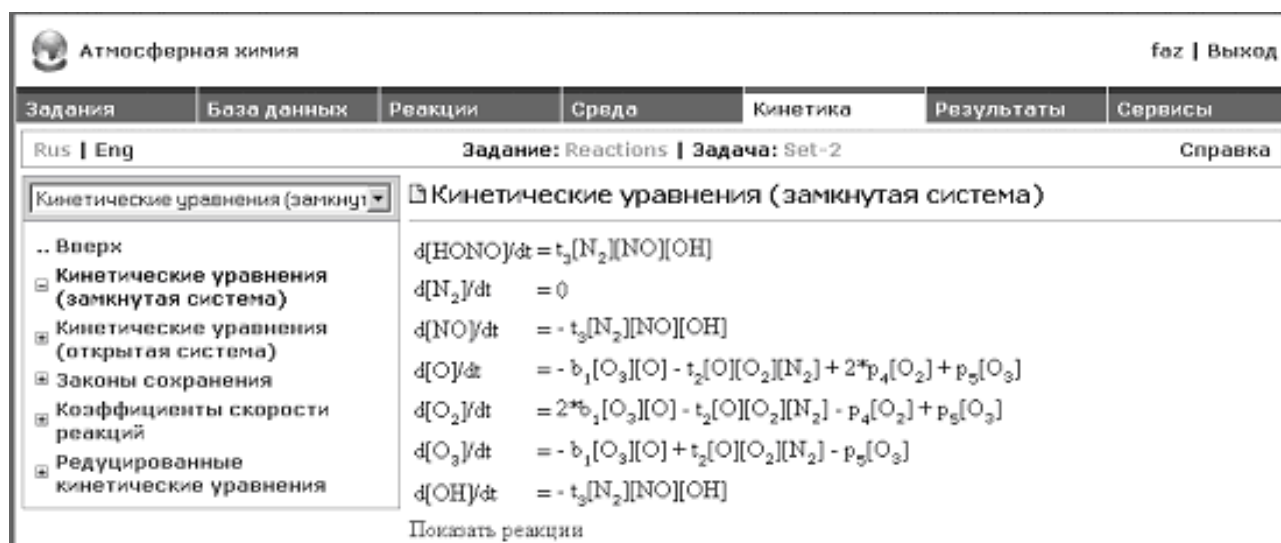 Атмосферная химия
faz | Выход
Задания База данных Реакции Среда Кинетика Результаты Сервисы
Rus | Eng Задание: Reactions | Задача: Set-2 Справка
Кинетические уравнения (замкнут
.. Вверх
Кинетические уравнения
(замкнутая система)
Кинетические уравнения
(открытая система)
Законы сохранения
Коэффициенты скорости
реакций
Редуцированные
кинетические уравнения
Кинетические уравнения (замкнутая система)
d[HONO]/dt = t₃[N₂][NO][OH]
d[N₂]/dt = 0
d[NO]/dt = - t₃[N₂][NO][OH]
d[O]/dt = - b₁[O₃][O] - t₂[O][O₂][N₂] + 2*p₄[O₂] + p₅[O₃]
d[O₂]/dt = 2*b₁[O₃][O] - t₂[O][O₂][N₂] - p₄[O₂] + p₅[O₃]
d[O₃]/dt = - b₁[O₃][O] + t₂[O][O₂][N₂] - p₅[O₃]
d[OH]/dt = - t₃[N₂][NO][OH]
Показать реакции